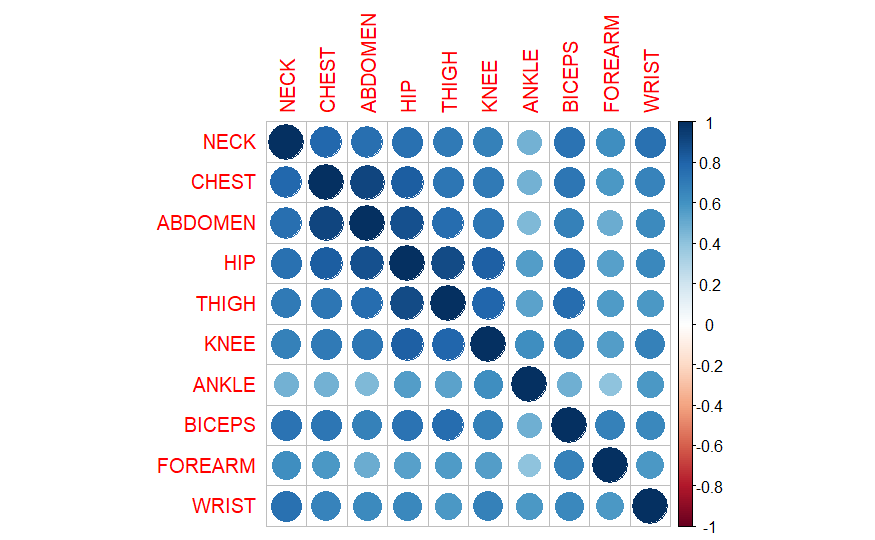 NECK
CHEST
ABDOMEN
HIP
THIGH
KNEE
ANKLE
BICEPS
FOREARM
WRIST
NECK
CHEST
ABDOMEN
HIP
THIGH
KNEE
ANKLE
BICEPS
FOREARM
WRIST
1
0.8
0.6
0.4
0.2
0
-0.2
-0.4
-0.6
-0.8
-1